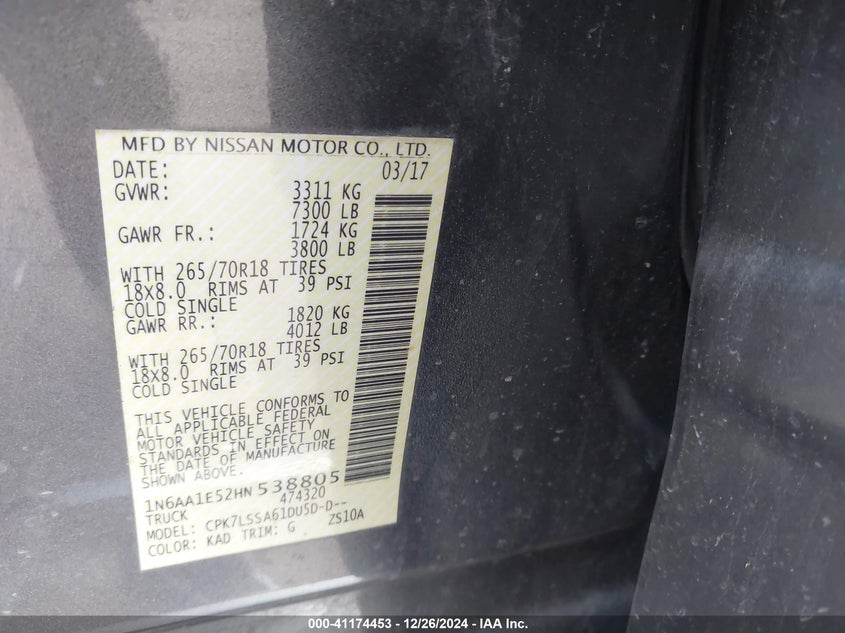 MFD BY NISSAN MOTOR CO., LTD.
DATE: 03/17
GVWR: 3311 KG
7300 LB
GAWR FR.: 1724 KG
3800 LB
WITH 265/70R18 TIRES
18X8.0 RIMS AT 39 PSI
COLD SINGLE
GAWR RR.: 1820 KG
4012 LB
WITH 265/70R18 TIRES
18X8.0 RIMS AT 39 PSI
COLD SINGLE
THIS VEHICLE CONFORMS TO
ALL APPLICABLE FEDERAL
MOTOR VEHICLE SAFETY
STANDARDS IN EFFECT ON
THE DATE OF MANUFACTURE
SHOWN ABOVE.
1N6AA1E52HN538805
TRUCK 474320
MODEL: CPK7LSSA61DU5D-D--
COLOR: KAD TRIM: G ZS10A
000-41174453 - 12/26/2024 - IAA Inc.